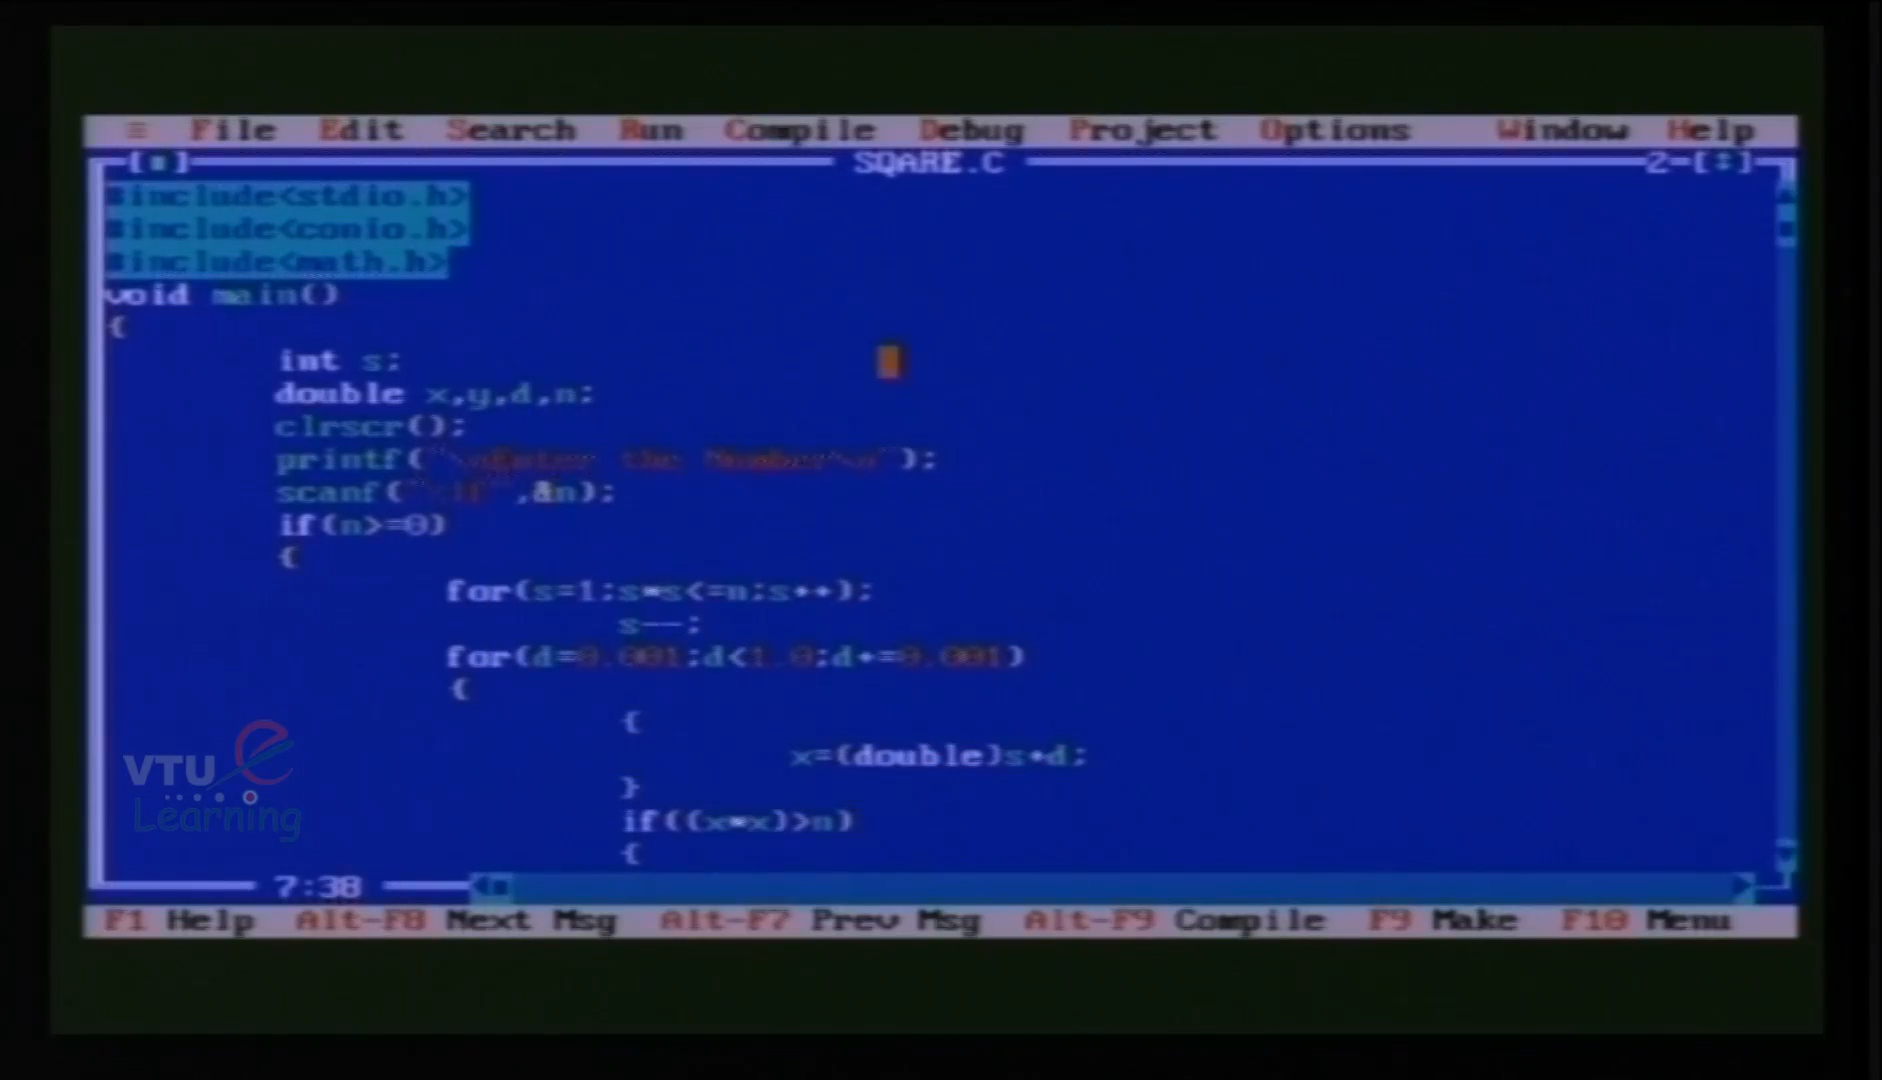 ≡ File Edit Search Run Compile Debug Project Options Window Help
[■] SQARE.C 2=[↕]
#include<stdio.h>
#include<conio.h>
#include<math.h>
void main()
{
int s;
double x,y,d,n;
clrscr();
printf("\nEnter the Number\n");
scanf("%lf",&n);
if(n>=0)
{
for(s=1;s*s<=n;s++);
s--;
for(d=0.001;d<1.0;d+=0.001)
{
{
x=(double)s+d;
}
if((x*x)>n)
{
VTU e
Learning
7:38
F1 Help Alt-F8 Next Msg Alt-F7 Prev Msg Alt-F9 Compile F9 Make F10 Menu